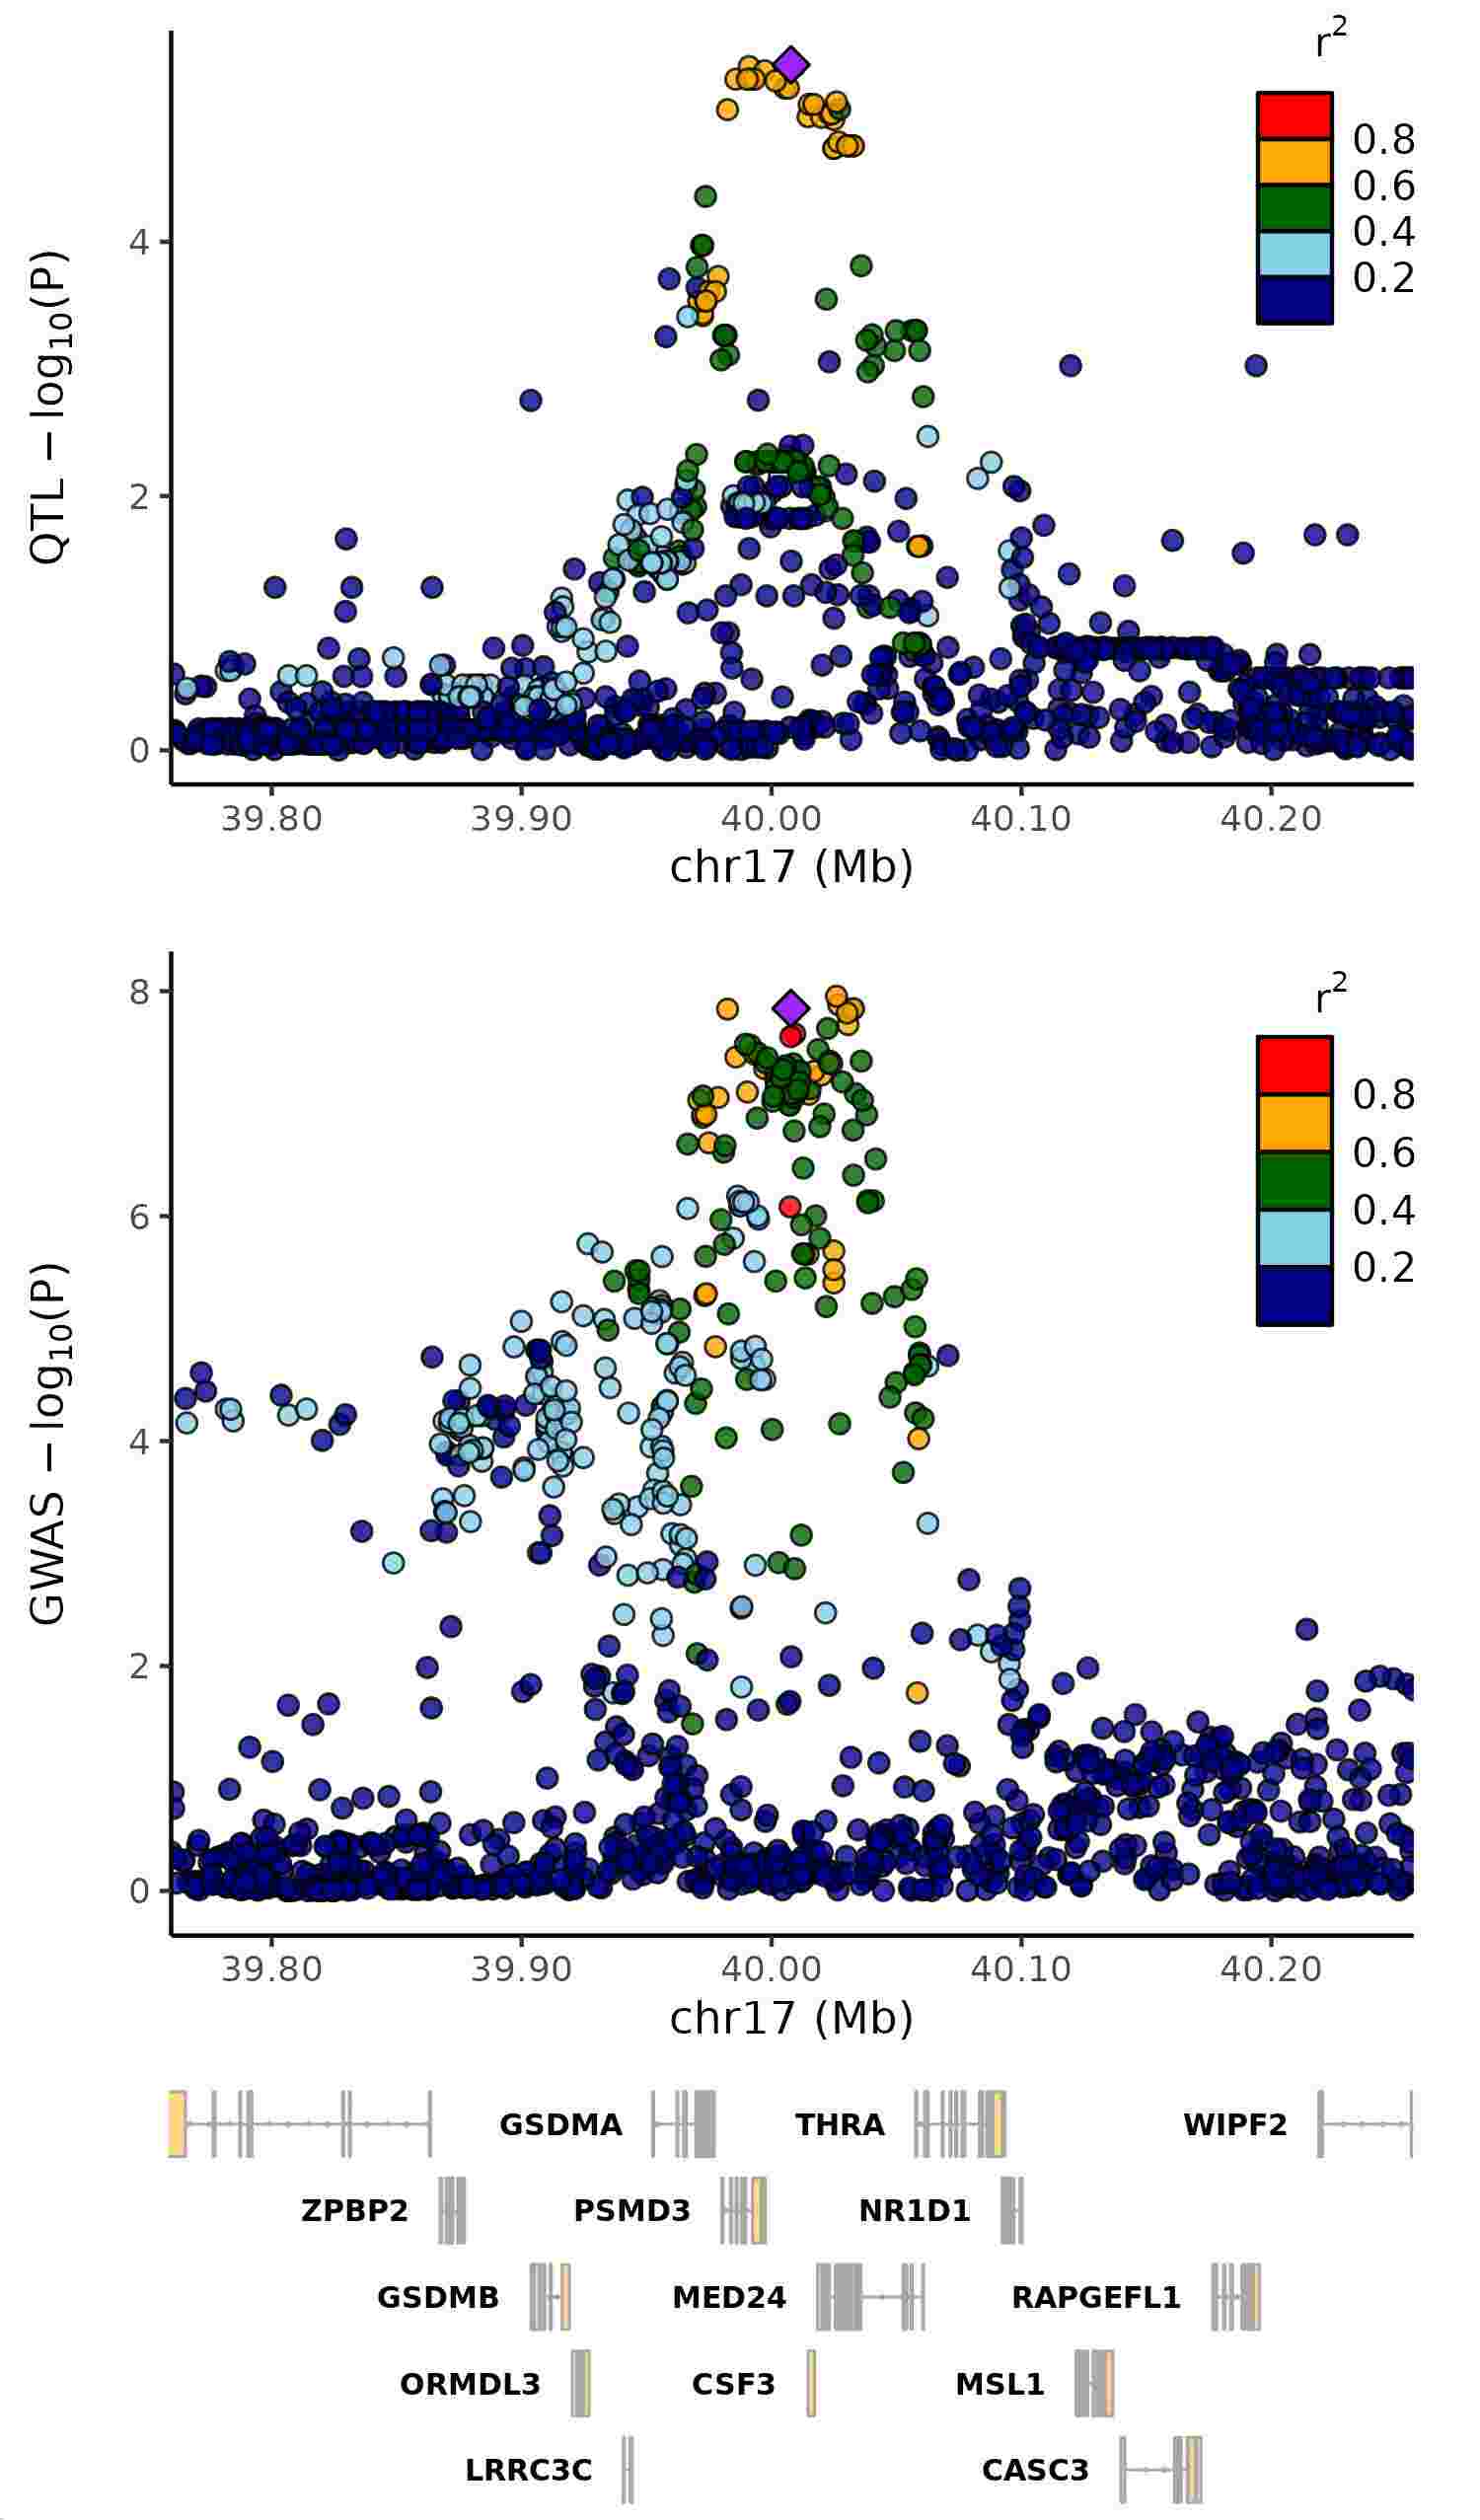 r²
0.8
0.6
0.4
0.2
QTL − log₁₀(P)
4
2
0
39.80 39.90 40.00 40.10 40.20
chr17 (Mb)
r²
0.8
0.6
0.4
0.2
GWAS − log₁₀(P)
8
6
4
2
0
39.80 39.90 40.00 40.10 40.20
chr17 (Mb)
GSDMA THRA WIPF2
ZPBP2 PSMD3 NR1D1
GSDMB MED24 RAPGEFL1
ORMDL3 CSF3 MSL1
LRRC3C CASC3